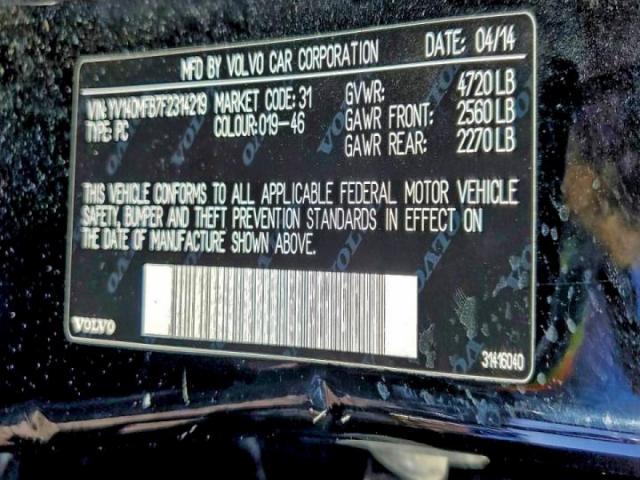 MFD BY VOLVO CAR CORPORATION DATE: 04/14
VIN: YV140MFB7F2314219 MARKET CODE: 31 GVWR: 4720 LB
TYPE: PC COLOUR: 019-46 GAWR FRONT: 2560 LB
GAWR REAR: 2270 LB
THIS VEHICLE CONFORMS TO ALL APPLICABLE FEDERAL MOTOR VEHICLE
SAFETY, BUMPER AND THEFT PREVENTION STANDARDS IN EFFECT ON
THE DATE OF MANUFACTURE SHOWN ABOVE.
VOLVO
31416040